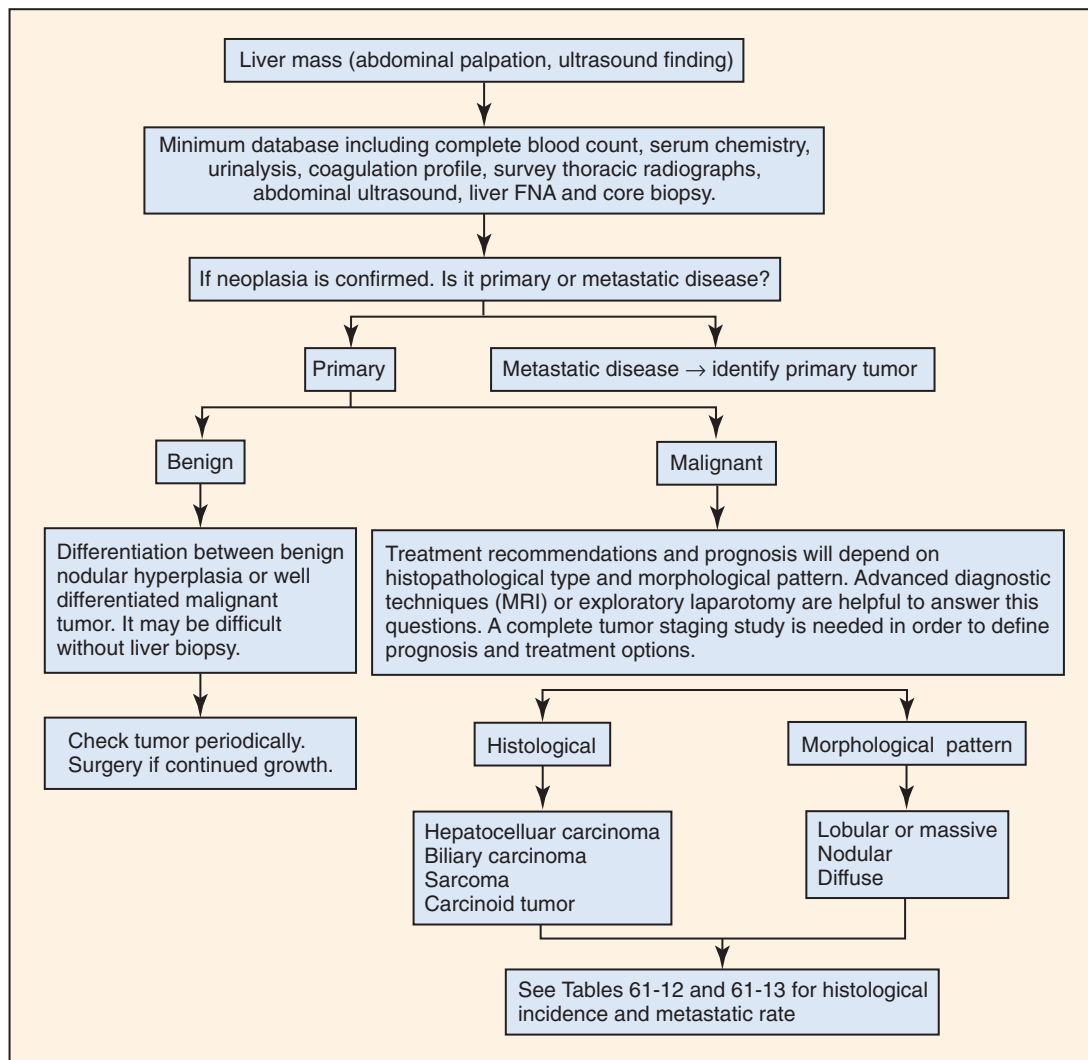 Liver mass (abdominal palpation, ultrasound finding)
Minimum database including complete blood count, serum chemistry,
urinalysis, coagulation profile, survey thoracic radiographs,
abdominal ultrasound, liver FNA and core biopsy.
If neoplasia is confirmed. Is it primary or metastatic disease?
Primary
Metastatic disease → identify primary tumor
Benign
Malignant
Differentiation between benign
nodular hyperplasia or well
differentiated malignant
tumor. It may be difficult
without liver biopsy.
Treatment recommendations and prognosis will depend on
histopathological type and morphological pattern. Advanced diagnostic
techniques (MRI) or exploratory laparotomy are helpful to answer this
questions. A complete tumor staging study is needed in order to define
prognosis and treatment options.
Check tumor periodically.
Surgery if continued growth.
Histological
Morphological pattern
Hepatocelluar carcinoma
Biliary carcinoma
Sarcoma
Carcinoid tumor
Lobular or massive
Nodular
Diffuse
See Tables 61-12 and 61-13 for histological
incidence and metastatic rate